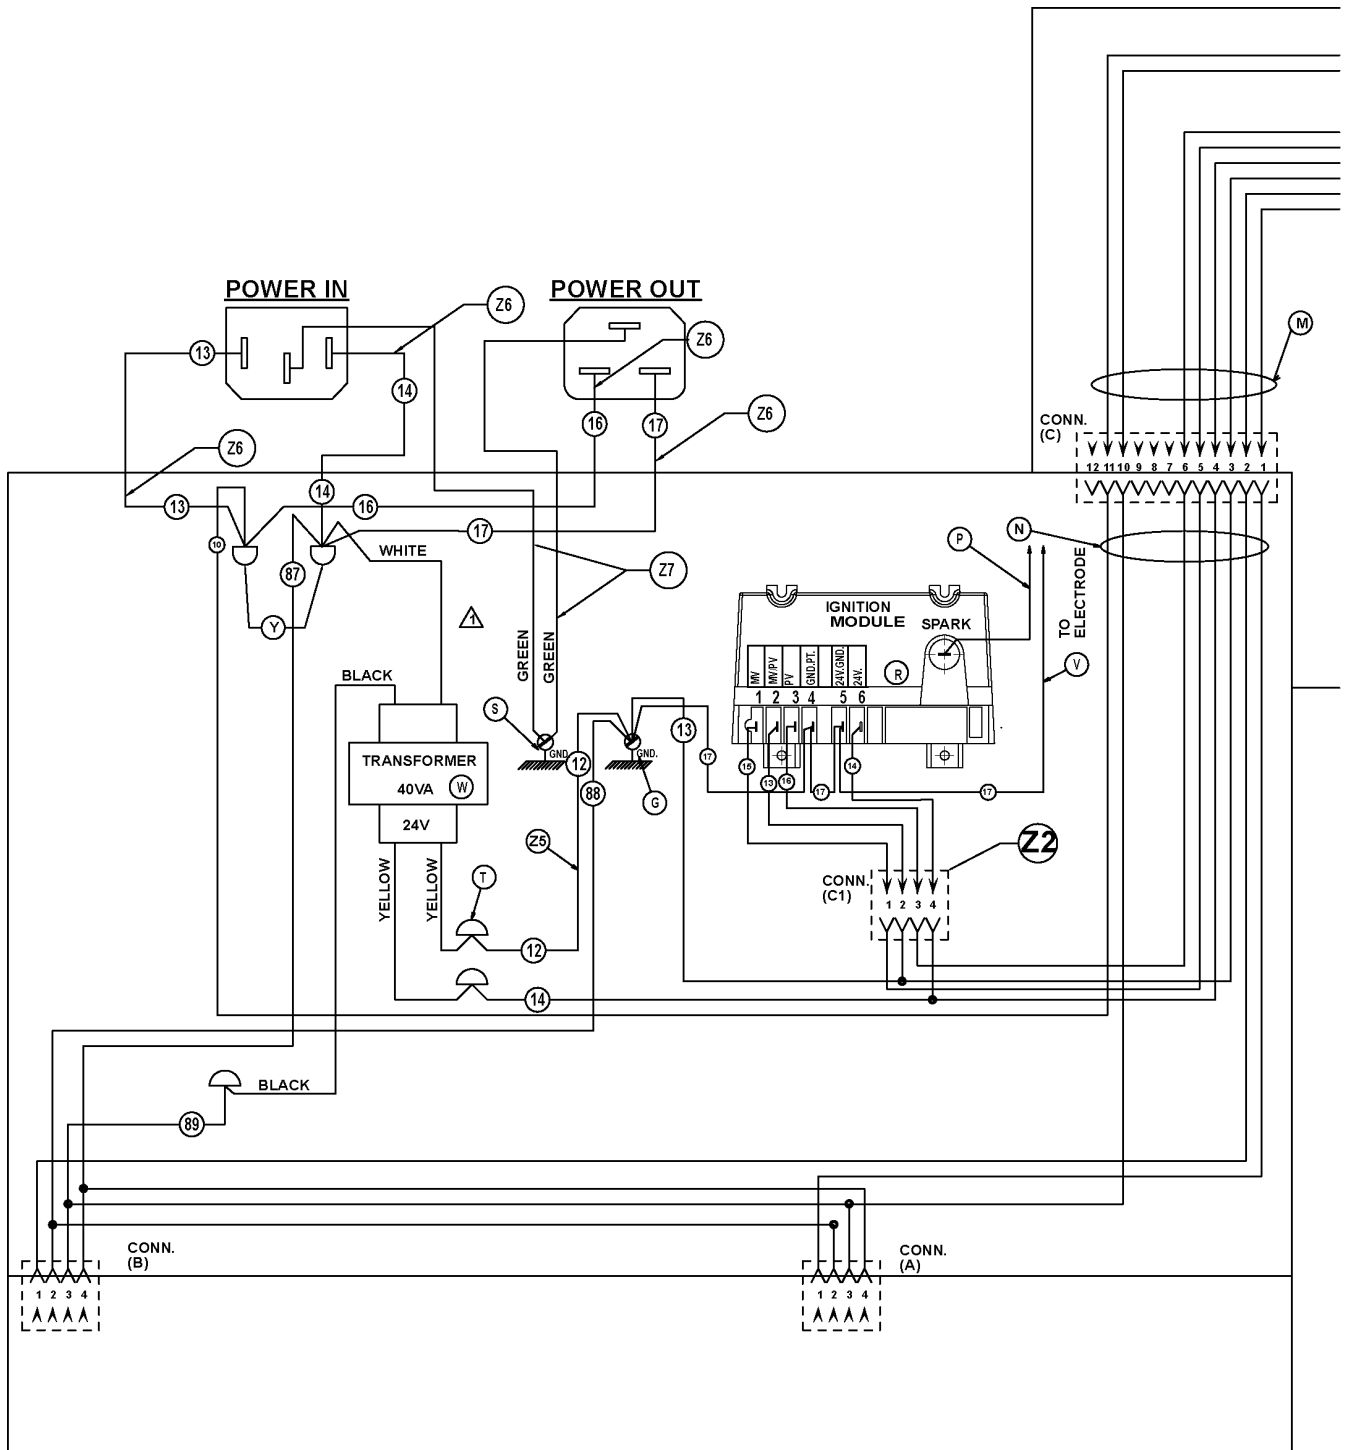 POWER IN
POWER OUT
Z6
Z6
M
13
14
16
17
Z6
CONN.
(C)
Z6
12 11 10 9 8 7 6 5 4 3 2 1
14
13
16
17
10
WHITE
87
Y
1
Z7
P
N
TO
ELECTRODE
IGNITION
MODULE
SPARK
GREEN
GREEN
MV
MV/PV
PV
GND.PT.
24V.GND.
24V.
R
V
1 2 3 4 5 6
BLACK
S
13
GND.
GND.
12
17
15
13
16
14
TRANSFORMER
40VA
W
88
G
17
17
24V
Z5
Z2
YELLOW
YELLOW
T
CONN.
(C1)
1 2 3 4
12
14
BLACK
89
CONN.
(B)
CONN.
(A)
1 2 3 4
1 2 3 4